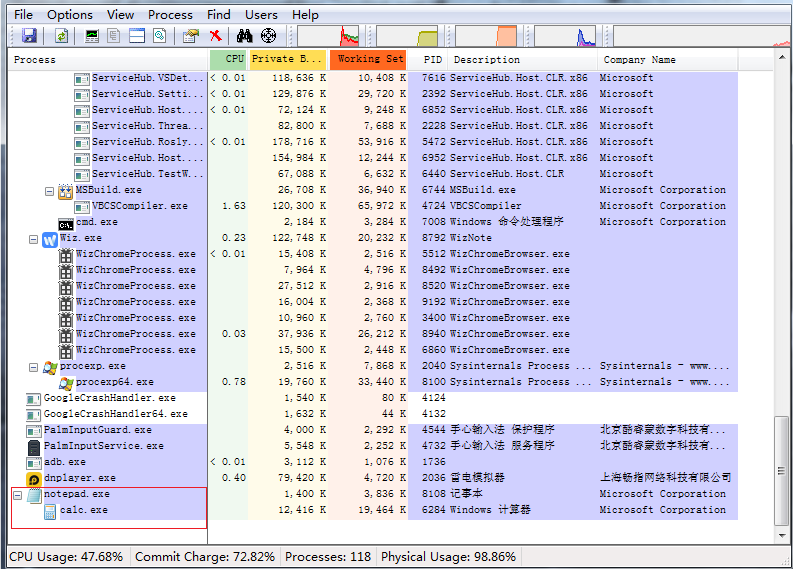 File Options View Process Find Users Help
Process CPU Private B... Working Set PID Description Company Name
ServiceHub.VSDet... < 0.01 118,636 K 10,408 K 7616 ServiceHub.Host.CLR.x86 Microsoft
ServiceHub.Setti... < 0.01 129,876 K 29,720 K 2392 ServiceHub.Host.CLR.x86 Microsoft
ServiceHub.Host.... < 0.01 72,124 K 9,248 K 6852 ServiceHub.Host.CLR.x86 Microsoft
ServiceHub.Threa... 82,800 K 7,688 K 2228 ServiceHub.Host.CLR.x86 Microsoft
ServiceHub.Rosly... < 0.01 178,716 K 53,916 K 5472 ServiceHub.Host.CLR.x86 Microsoft
ServiceHub.Host.... 154,984 K 12,244 K 6952 ServiceHub.Host.CLR.x86 Microsoft
ServiceHub.TestW... 67,088 K 6,632 K 6440 ServiceHub.Host.CLR Microsoft
MSBuild.exe 26,708 K 36,940 K 6744 MSBuild.exe Microsoft Corporation
VBCSCompiler.exe 1.63 120,300 K 65,972 K 4724 VBCSCompiler Microsoft Corporation
cmd.exe 2,184 K 3,284 K 7008 Windows 命令处理程序 Microsoft Corporation
Wiz.exe 0.23 122,748 K 20,232 K 8792 WizNote
WizChromeProcess.exe < 0.01 15,408 K 2,516 K 5512 WizChromeBrowser.exe
WizChromeProcess.exe 7,964 K 4,796 K 8492 WizChromeBrowser.exe
WizChromeProcess.exe 27,512 K 2,916 K 8520 WizChromeBrowser.exe
WizChromeProcess.exe 16,004 K 2,368 K 9192 WizChromeBrowser.exe
WizChromeProcess.exe 10,960 K 2,760 K 3400 WizChromeBrowser.exe
WizChromeProcess.exe 0.03 37,936 K 26,212 K 8940 WizChromeBrowser.exe
WizChromeProcess.exe 15,500 K 2,448 K 6860 WizChromeBrowser.exe
procexp.exe 2,516 K 7,868 K 2040 Sysinternals Process ... Sysinternals - www....
procexp64.exe 0.78 19,760 K 33,440 K 8100 Sysinternals Process ... Sysinternals - www....
GoogleCrashHandler.exe 1,540 K 80 K 4124
GoogleCrashHandler64.exe 1,632 K 44 K 4132
PalmInputGuard.exe 4,000 K 2,292 K 4544 手心输入法 保护程序 北京酷睿蒙数字科技有...
PalmInputService.exe 5,548 K 2,252 K 4732 手心输入法 服务程序 北京酷睿蒙数字科技有...
adb.exe < 0.01 3,112 K 1,076 K 1736
dnplayer.exe 0.40 79,420 K 4,720 K 2036 雷电模拟器 上海畅指网络科技有限公司
notepad.exe 1,400 K 3,836 K 8108 记事本 Microsoft Corporation
calc.exe 12,416 K 19,464 K 6284 Windows 计算器 Microsoft Corporation
CPU Usage: 47.68% Commit Charge: 72.82% Processes: 118 Physical Usage: 98.86%